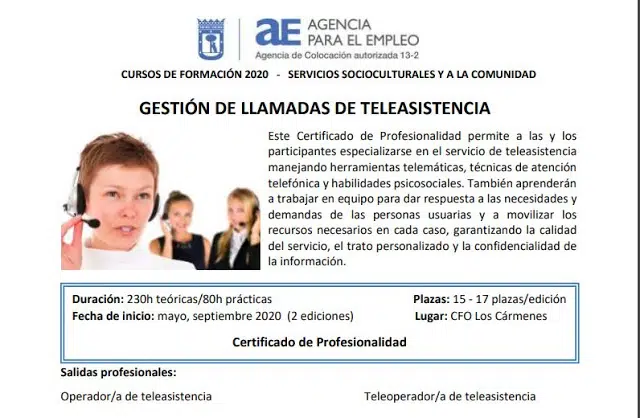 aE AGENCIA
PARA EL EMPLEO
Agencia de Colocación autorizada 13-2
CURSOS DE FORMACIÓN 2020 - SERVICIOS SOCIOCULTURALES Y A LA COMUNIDAD
GESTIÓN DE LLAMADAS DE TELEASISTENCIA
Este Certificado de Profesionalidad permite a las y los
participantes especializarse en el servicio de teleasistencia
manejando herramientas telemáticas, técnicas de atención
telefónica y habilidades psicosociales. También aprenderán
a trabajar en equipo para dar respuesta a las necesidades y
demandas de las personas usuarias y a movilizar los
recursos necesarios en cada caso, garantizando la calidad
del servicio, el trato personalizado y la confidencialidad de
la información.
Duración: 230h teóricas/80h prácticas Plazas: 15 - 17 plazas/edición
Fecha de inicio: mayo, septiembre 2020 (2 ediciones) Lugar: CFO Los Cármenes
Certificado de Profesionalidad
Salidas profesionales:
Operador/a de teleasistencia Teleoperador/a de teleasistencia